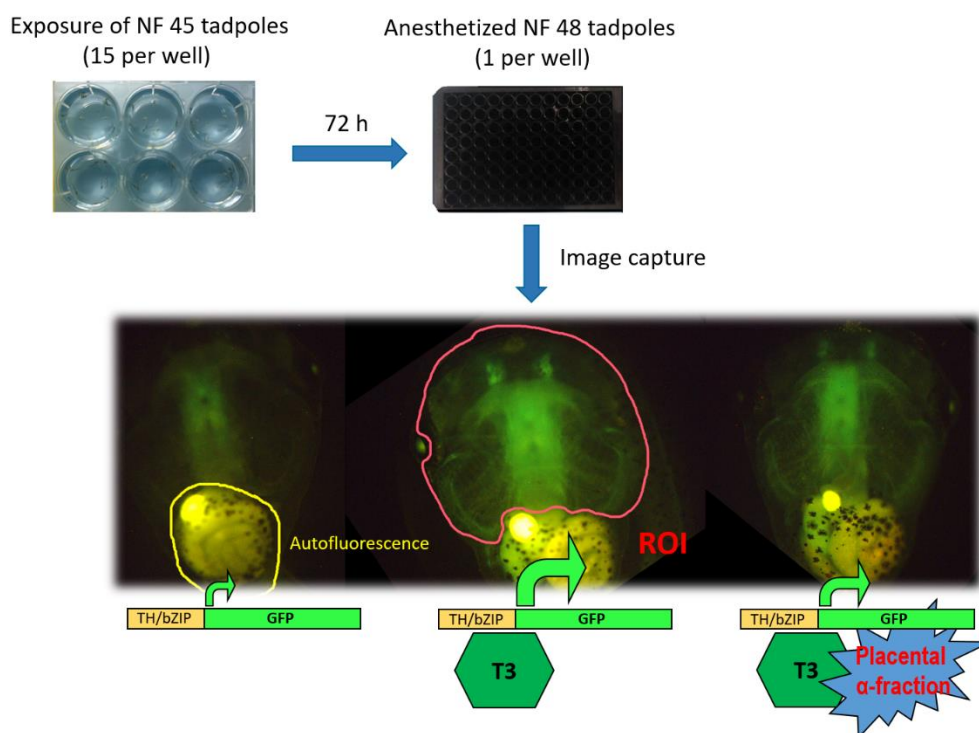 Exposure of NF 45 tadpoles
(15 per well)
Anesthetized NF 48 tadpoles
(1 per well)
72 h
Image capture
Autofluorescence
ROI
TH/bZIP GFP
TH/bZIP GFP
TH/bZIP GFP
T3
T3
Placental
α-fraction